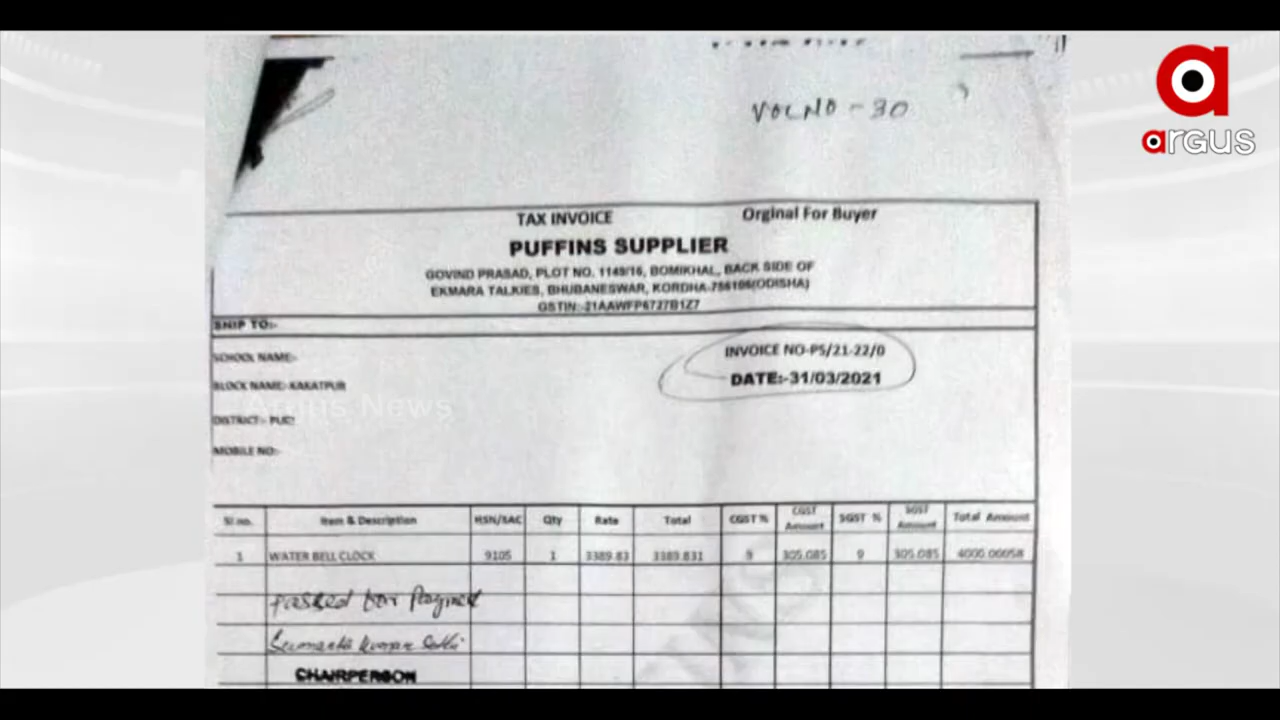 argus
VOC NO - 30
TAX INVOICE Orginal For Buyer
PUFFINS SUPPLIER
GOVIND PRASAD, PLOT NO. 1149/16, BOMIKHAL, BACK SIDE OF
EKMARA TALKIES, BHUBANESWAR, KORDHA-756106(ODISHA)
GSTIN:-21AAWFP6727B1Z7
SHIP TO:-
INVOICE NO-PS/21-22/0
SCHOOL NAME:-
DATE:-31/03/2021
BLOCK NAME:-KAKATPUR
Argus News
DISTRICT:- PURI
MOBILE NO:-
Sl.no. Item & Description HSN/SAC Qty Rate Total CGST % CGST Amount SGST % SGST Amount Total Amount
1 WATER BELL CLOCK 9105 1 3389.83 3389.831 9 305.085 9 305.085 4000.00058
Passed for Payment
Kumar
CHAIRPERSON